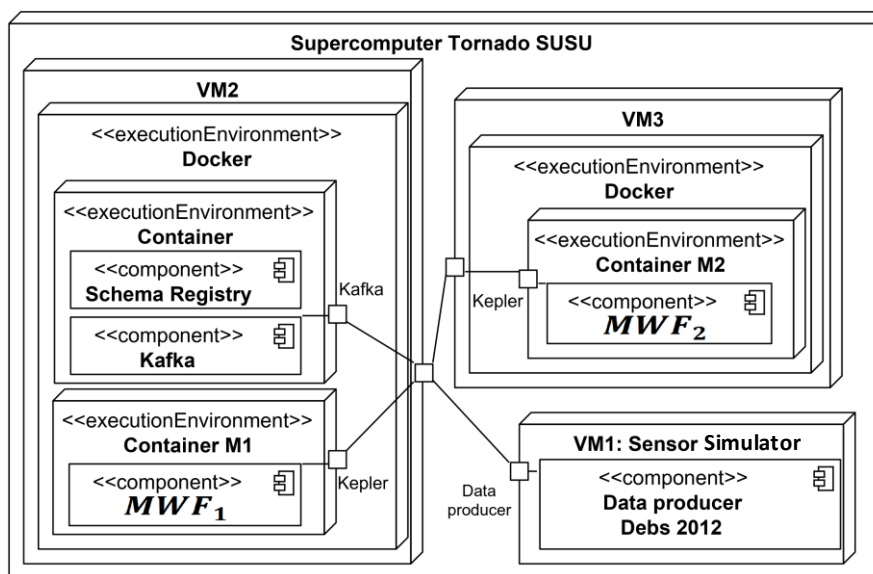 Supercomputer Tornado SUSU
VM2
<<executionEnvironment>>
Docker
<<executionEnvironment>>
Container
<<component>>
Schema Registry
<<component>>
Kafka
Kafka
<<executionEnvironment>>
Container M1
<<component>>
MWF₁
Kepler
VM3
<<executionEnvironment>>
Docker
<<executionEnvironment>>
Container M2
<<component>>
MWF₂
Kepler
VM1: Sensor Simulator
<<component>>
Data producer
Debs 2012
Data
producer